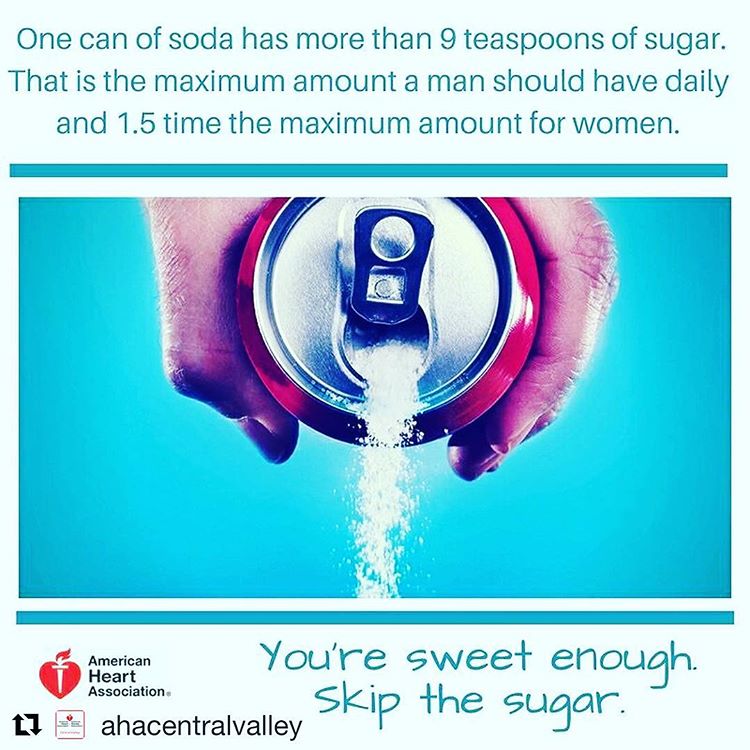 One can of soda has more than 9 teaspoons of sugar.
That is the maximum amount a man should have daily
and 1.5 time the maximum amount for women.
American
Heart
Association®
You're sweet enough.
Skip the sugar.
ahacentralvalley